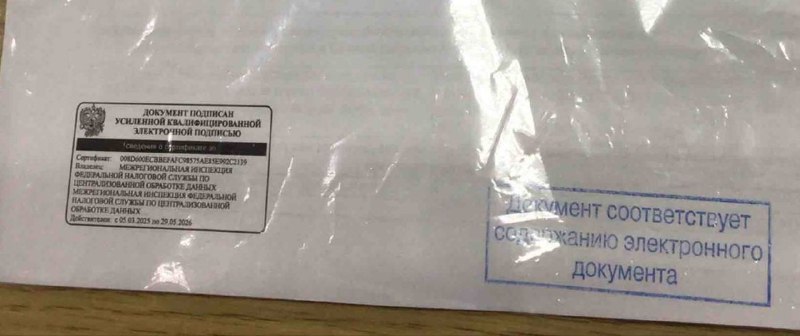 ДОКУМЕНТ ПОДПИСАН
УСИЛЕННОЙ КВАЛИФИЦИРОВАННОЙ
ЭЛЕКТРОННОЙ ПОДПИСЬЮ
сведения о сертификате эп
Сертификат:
Владелец: МЕЖРЕГИОНАЛЬНАЯ ИНСПЕКЦИЯ
ФЕДЕРАЛЬНОЙ НАЛОГОВОЙ СЛУЖБЫ ПО
ЦЕНТРАЛИЗОВАННОЙ ОБРАБОТКЕ ДАННЫХ
МЕЖРЕГИОНАЛЬНАЯ ИНСПЕКЦИЯ ФЕДЕРАЛЬНОЙ
НАЛОГОВОЙ СЛУЖБЫ ПО ЦЕНТРАЛИЗОВАННОЙ
ОБРАБОТКЕ ДАННЫХ
Действителен: с 05.03.2025 по 29.05.2026
Документ соответствует
содержанию электронного
документа